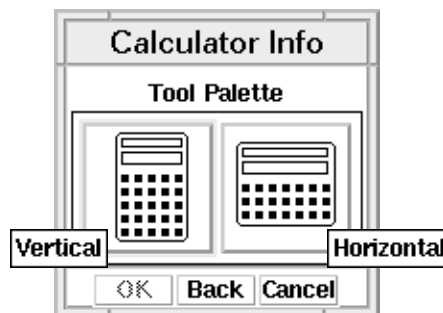 Calculator Info
Tool Palette
Vertical
Horizontal
OK Back Cancel